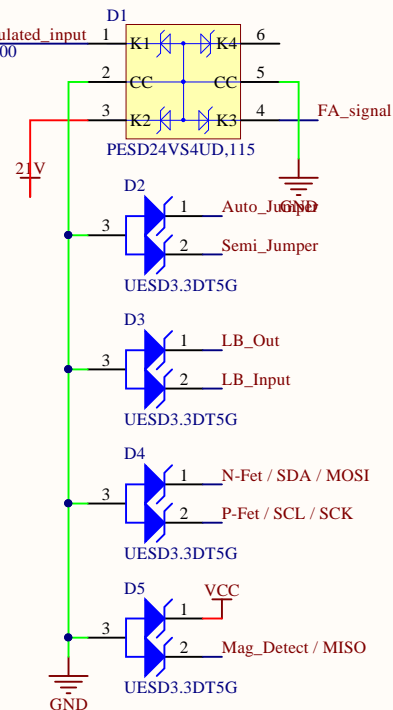 D1
ulated_input
00
1
K1
K4
6
2
CC
CC
5
3
K2
K3
4
FA_signal
21V
PESD24VS4UD,115
GND
D2
1
Auto_Jumper
3
2
Semi_Jumper
UESD3.3DT5G
D3
1
LB_Out
3
2
LB_Input
UESD3.3DT5G
D4
1
N-Fet / SDA / MOSI
3
2
P-Fet / SCL / SCK
UESD3.3DT5G
D5
VCC
1
3
2
Mag_Detect / MISO
UESD3.3DT5G
GND